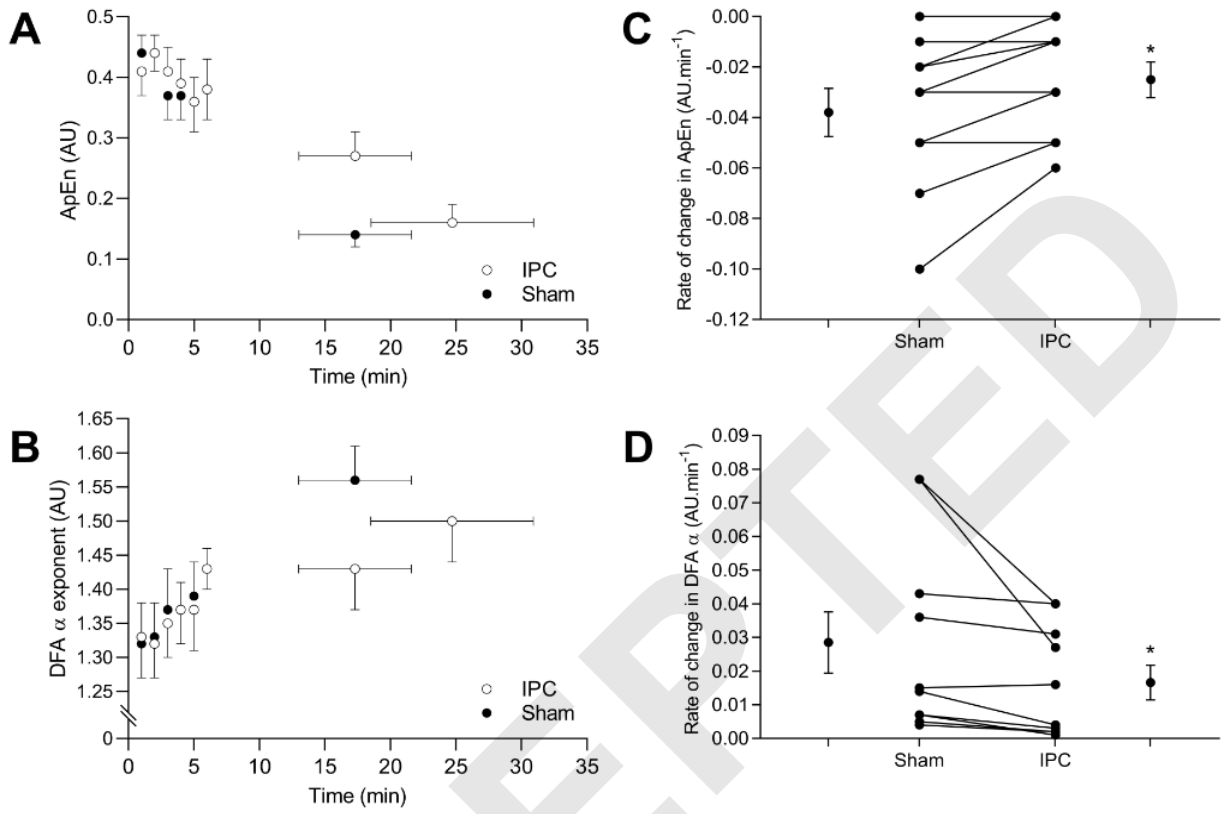 A
ApEn (AU)
0.5
0.4
0.3
0.2
0.1
0.0
0 5 10 15 20 25 30 35
Time (min)
IPC
Sham
B
DFA α exponent (AU)
1.65
1.60
1.55
1.50
1.45
1.40
1.35
1.30
1.25
0
0 5 10 15 20 25 30 35
Time (min)
IPC
Sham
C
Rate of change in ApEn (AU.min⁻¹)
0.00
-0.02
-0.04
-0.06
-0.08
-0.10
-0.12
*
Sham IPC
D
Rate of change in DFA α (AU.min⁻¹)
0.09
0.08
0.07
0.06
0.05
0.04
0.03
0.02
0.01
0.00
*
Sham IPC
EPTED